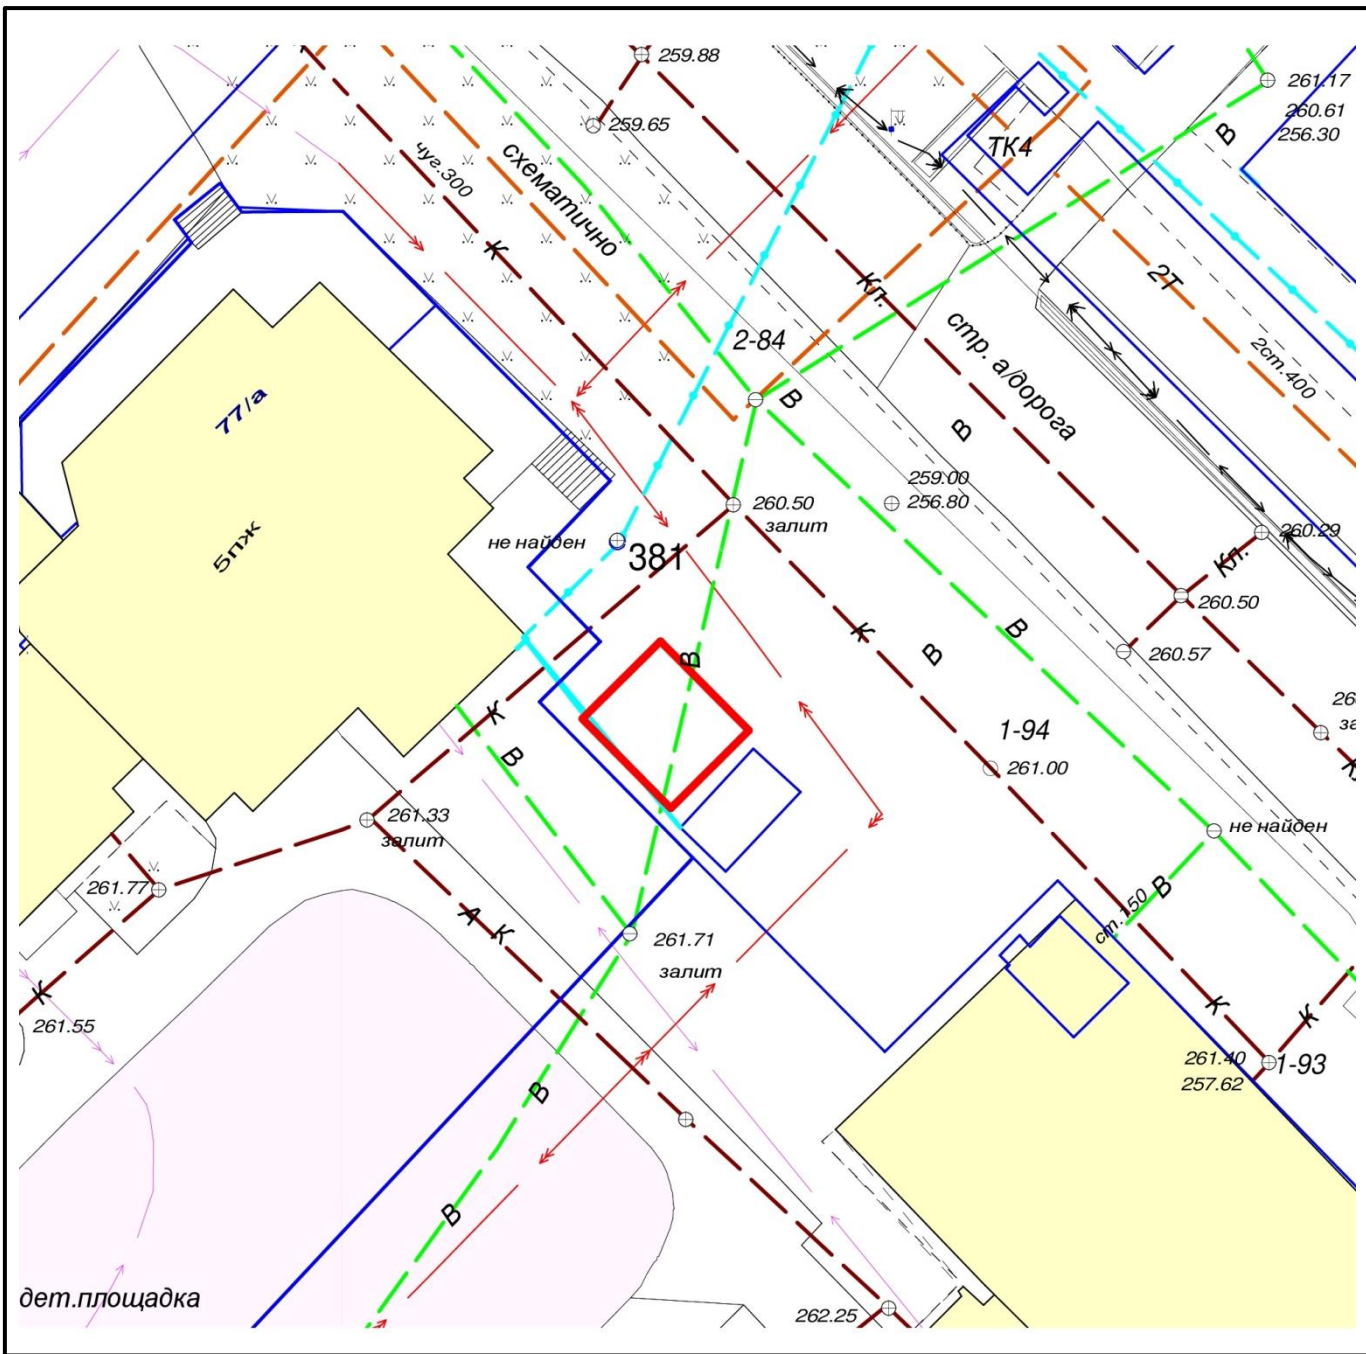 259.88
261.17
260.61
256.30
В
259.65
ТК4
чуг.300
схематично
К
Кл.
2Т
2-84
стр. а/дорога
2ст.400
77/а
В
В
259.00
256.80
260.50
залит
5пж
не найден
381
260.29
Кл.
260.50
К
В
В
260.57
В
К
В
1-94
261.00
261.33
залит
не найден
261.77
В
ст.150
К
К
261.71
залит
К
261.55
К
К
261.40
257.62
1-93
В
В
дет.площадка
262.25